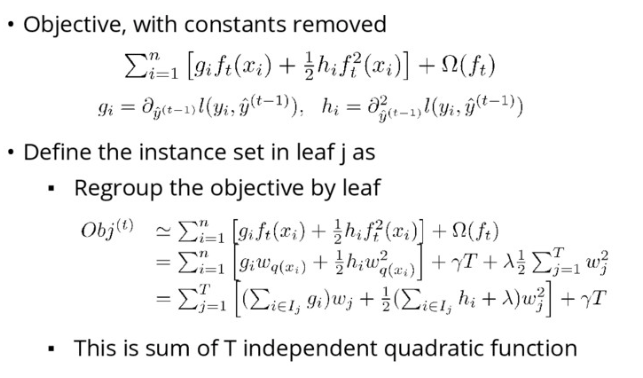 • Objective, with constants removed
$\sum_{i=1}^{n} \left[ g_i f_t(x_i) + \frac{1}{2} h_i f_t^2(x_i) \right] + \Omega(f_t)$
$g_i = \partial_{\hat{y}^{(t-1)}} l(y_i, \hat{y}^{(t-1)}), \quad h_i = \partial^2_{\hat{y}^{(t-1)}} l(y_i, \hat{y}^{(t-1)})$
• Define the instance set in leaf j as
▪ Regroup the objective by leaf
$Obj^{(t)} \simeq \sum_{i=1}^{n} \left[ g_i f_t(x_i) + \frac{1}{2} h_i f_t^2(x_i) \right] + \Omega(f_t)$
$= \sum_{i=1}^{n} \left[ g_i w_{q(x_i)} + \frac{1}{2} h_i w^2_{q(x_i)} \right] + \gamma T + \lambda \frac{1}{2} \sum_{j=1}^{T} w_j^2$
$= \sum_{j=1}^{T} \left[ (\sum_{i \in I_j} g_i) w_j + \frac{1}{2} (\sum_{i \in I_j} h_i + \lambda) w_j^2 \right] + \gamma T$
▪ This is sum of T independent quadratic function